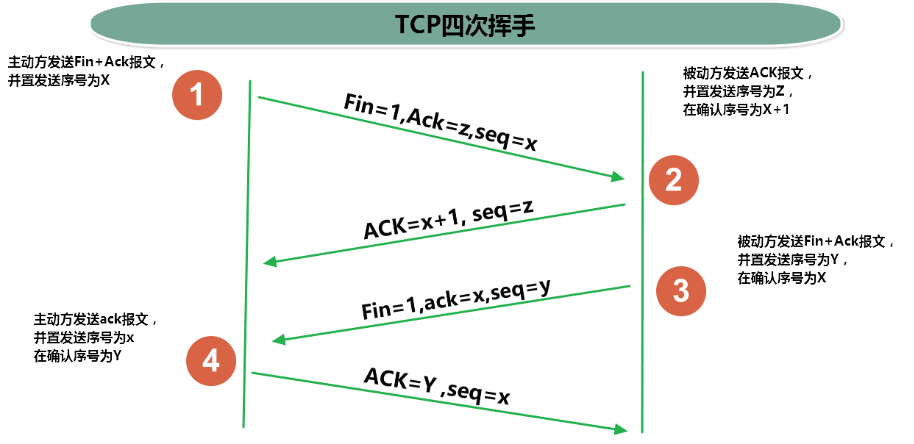 TCP四次挥手
主动方发送Fin+Ack报文，
并置发送序号为X
1
Fin=1,Ack=z,seq=x
被动方发送ACK报文，
并置发送序号为Z，
在确认序号为X+1
2
ACK=x+1, seq=z
被动方发送Fin+Ack报文，
并置发送序号为Y，
在确认序号为X
3
Fin=1,ack=x,seq=y
主动方发送ack报文，
并置发送序号为x
在确认序号为Y
4
ACK=Y ,seq=x